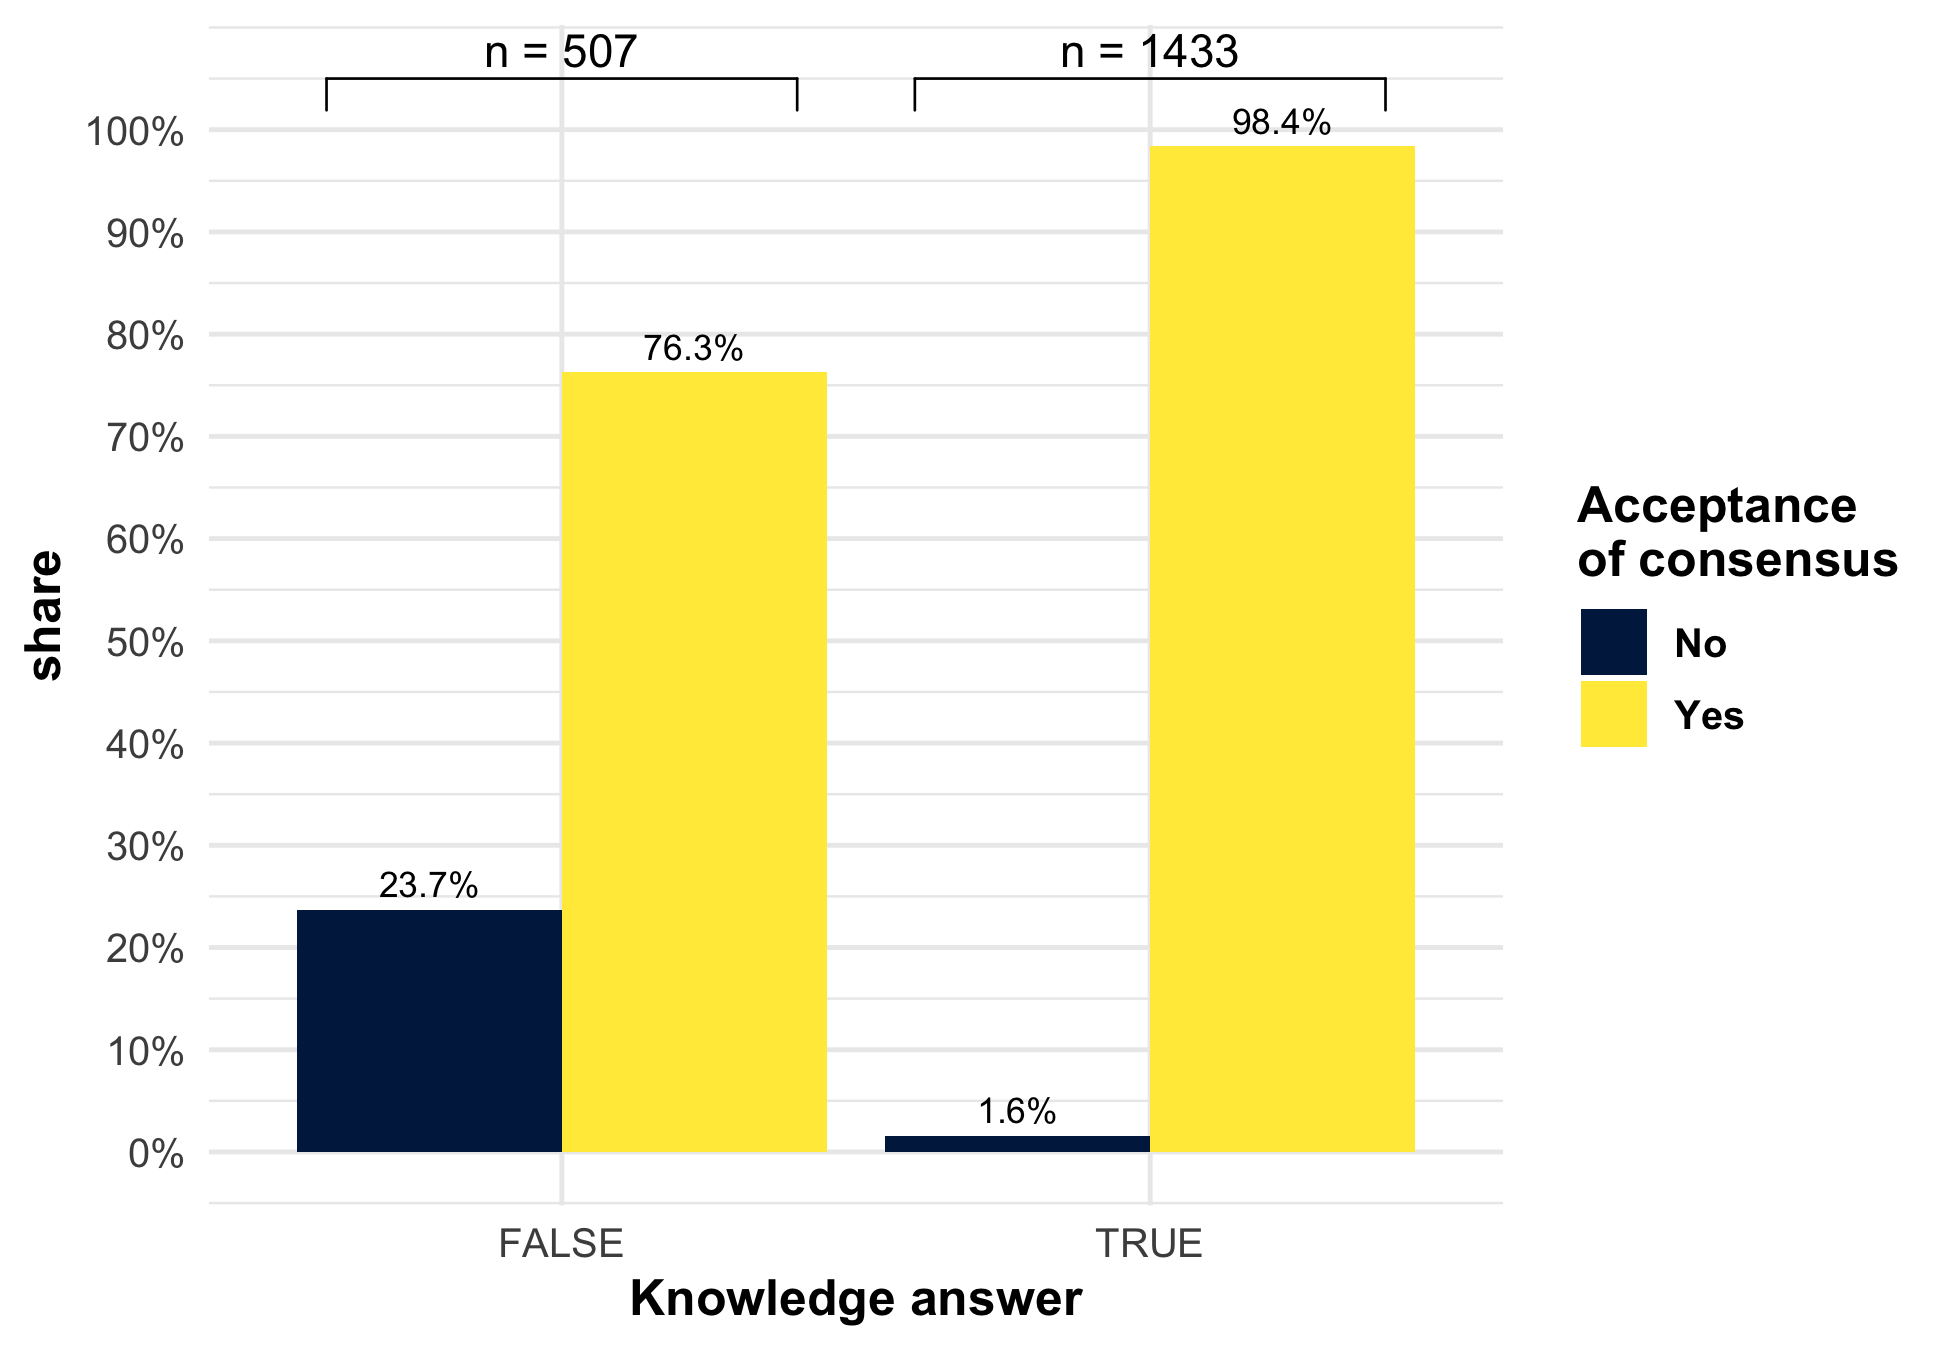 n = 507
n = 1433
100%
98.4%
90%
80%
76.3%
70%
60%
50%
40%
30%
23.7%
20%
10%
1.6%
0%
share
FALSE
TRUE
Knowledge answer
Acceptance
of consensus
No
Yes